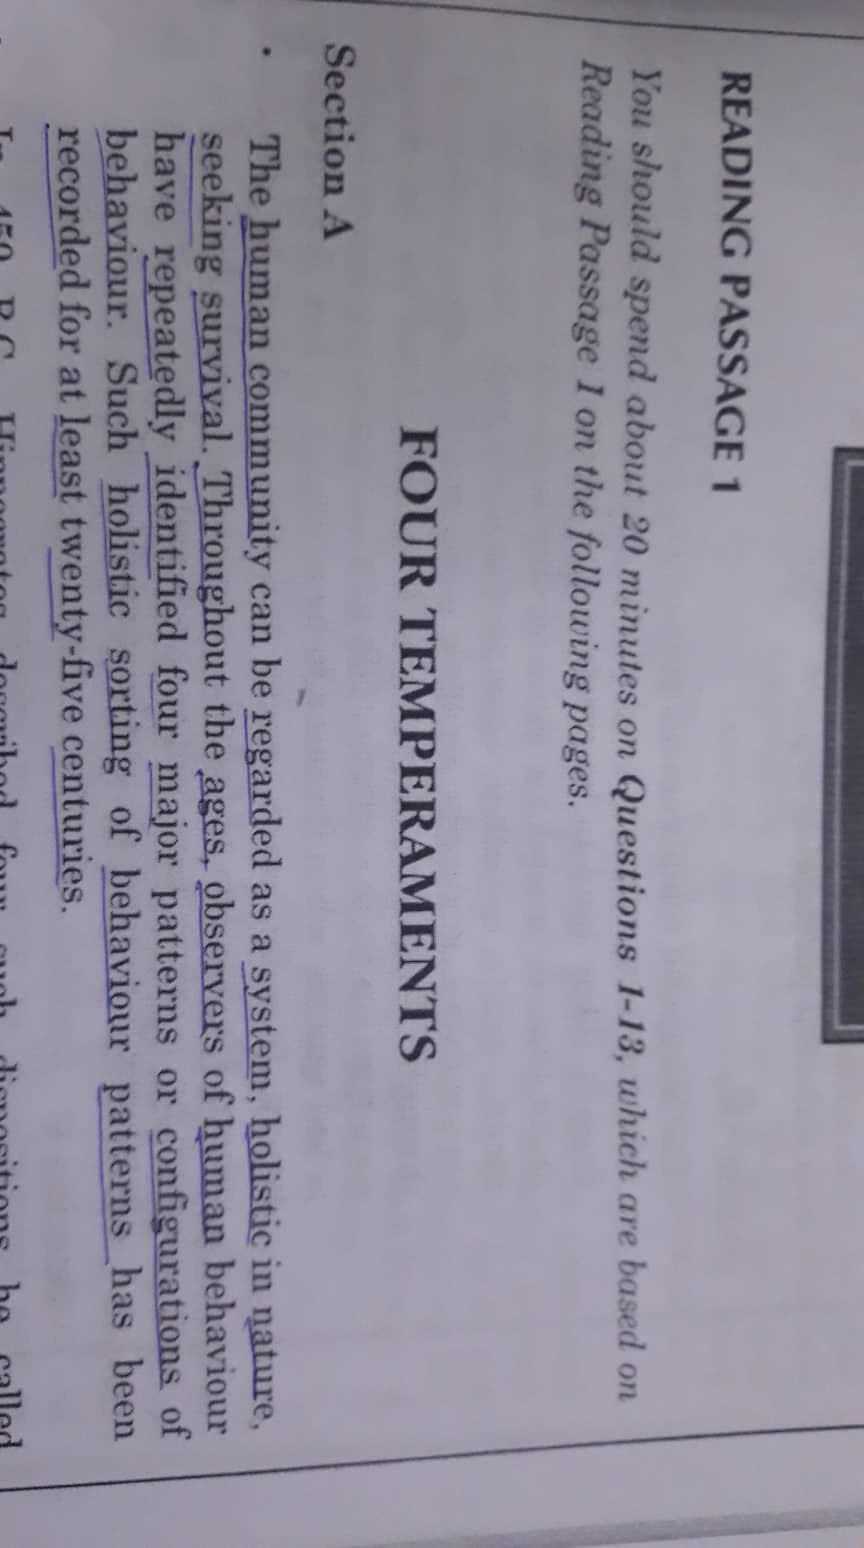 READING PASSAGE 1
You should spend about 20 minutes on Questions 1-13, which are based on
Reading Passage 1 on the following pages.
FOUR TEMPERAMENTS
Section A
• The human community can be regarded as a system, holistic in nature,
seeking survival. Throughout the ages, observers of human behaviour
have repeatedly identified four major patterns or configurations of
behaviour. Such holistic sorting of behaviour patterns has been
recorded for at least twenty-five centuries.
In 450 B.C. Hippocrates described four such dispositions he called